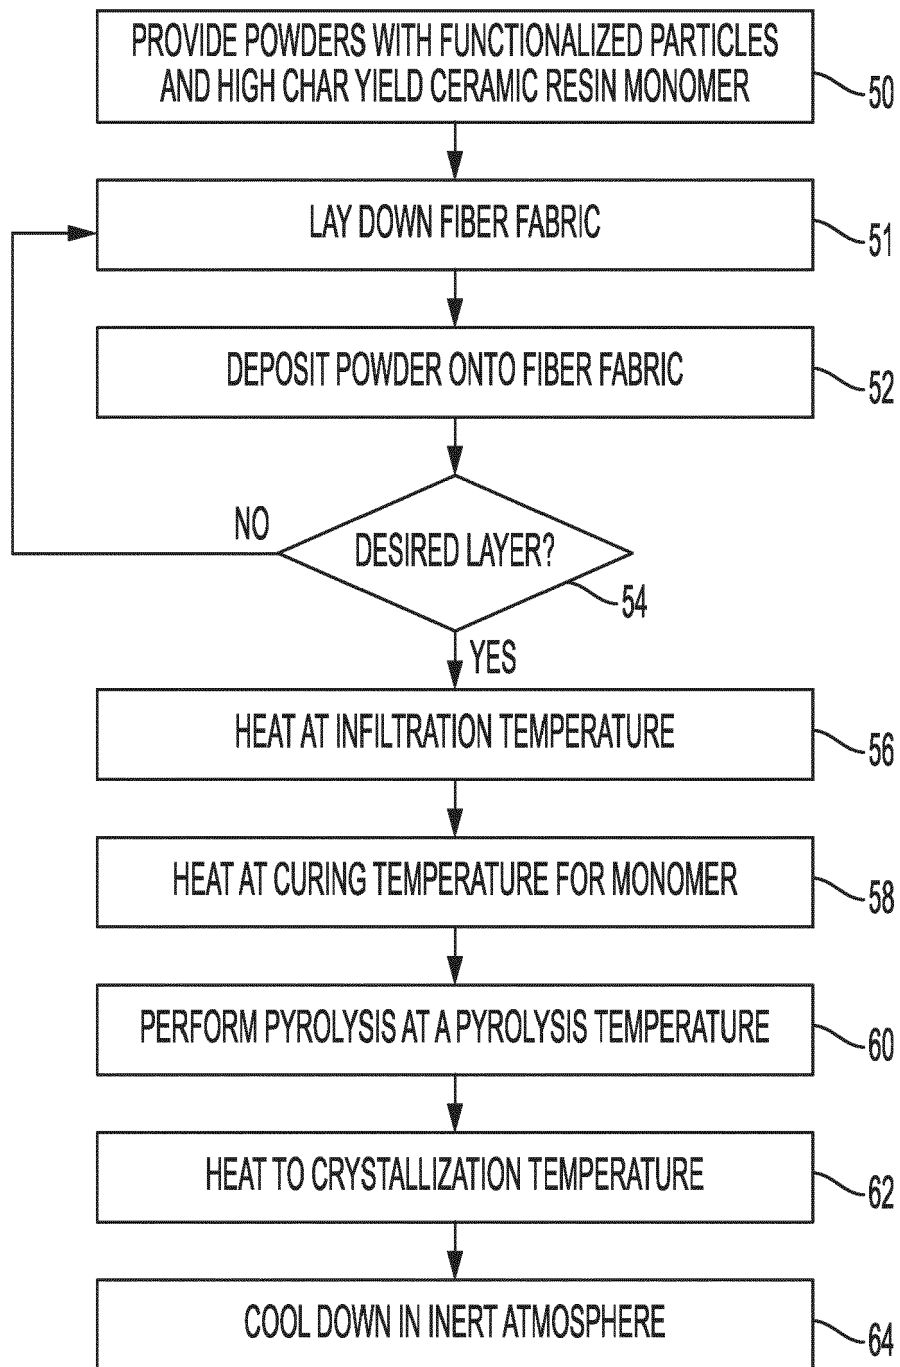 PROVIDE POWDERS WITH FUNCTIONALIZED PARTICLES
AND HIGH CHAR YIELD CERAMIC RESIN MONOMER
50
LAY DOWN FIBER FABRIC
51
DEPOSIT POWDER ONTO FIBER FABRIC
52
NO
DESIRED LAYER?
54
YES
HEAT AT INFILTRATION TEMPERATURE
56
HEAT AT CURING TEMPERATURE FOR MONOMER
58
PERFORM PYROLYSIS AT A PYROLYSIS TEMPERATURE
60
HEAT TO CRYSTALLIZATION TEMPERATURE
62
COOL DOWN IN INERT ATMOSPHERE
64